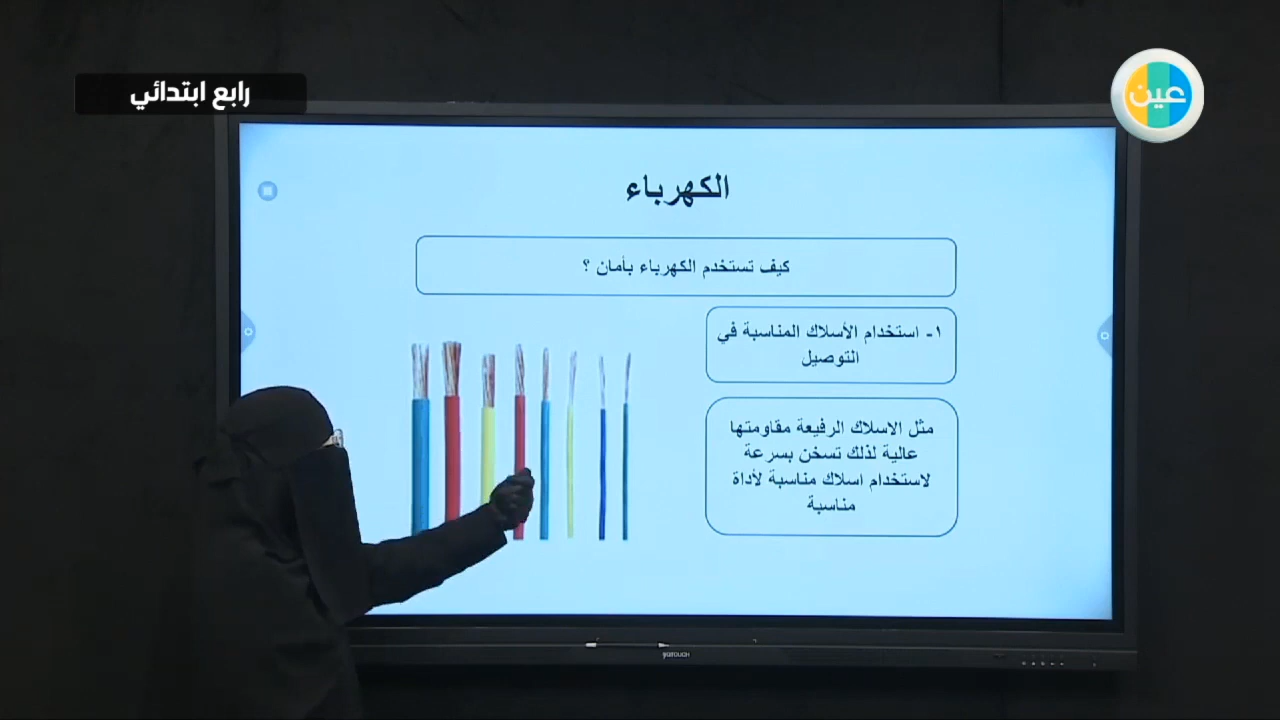 رابع ابتدائي
عين
الكهرباء
كيف تستخدم الكهرباء بأمان ؟
١- استخدام الأسلاك المناسبة في
التوصيل
مثل الاسلاك الرفيعة مقاومتها
عالية لذلك تسخن بسرعة
لاستخدام اسلاك مناسبة لأداة
مناسبة